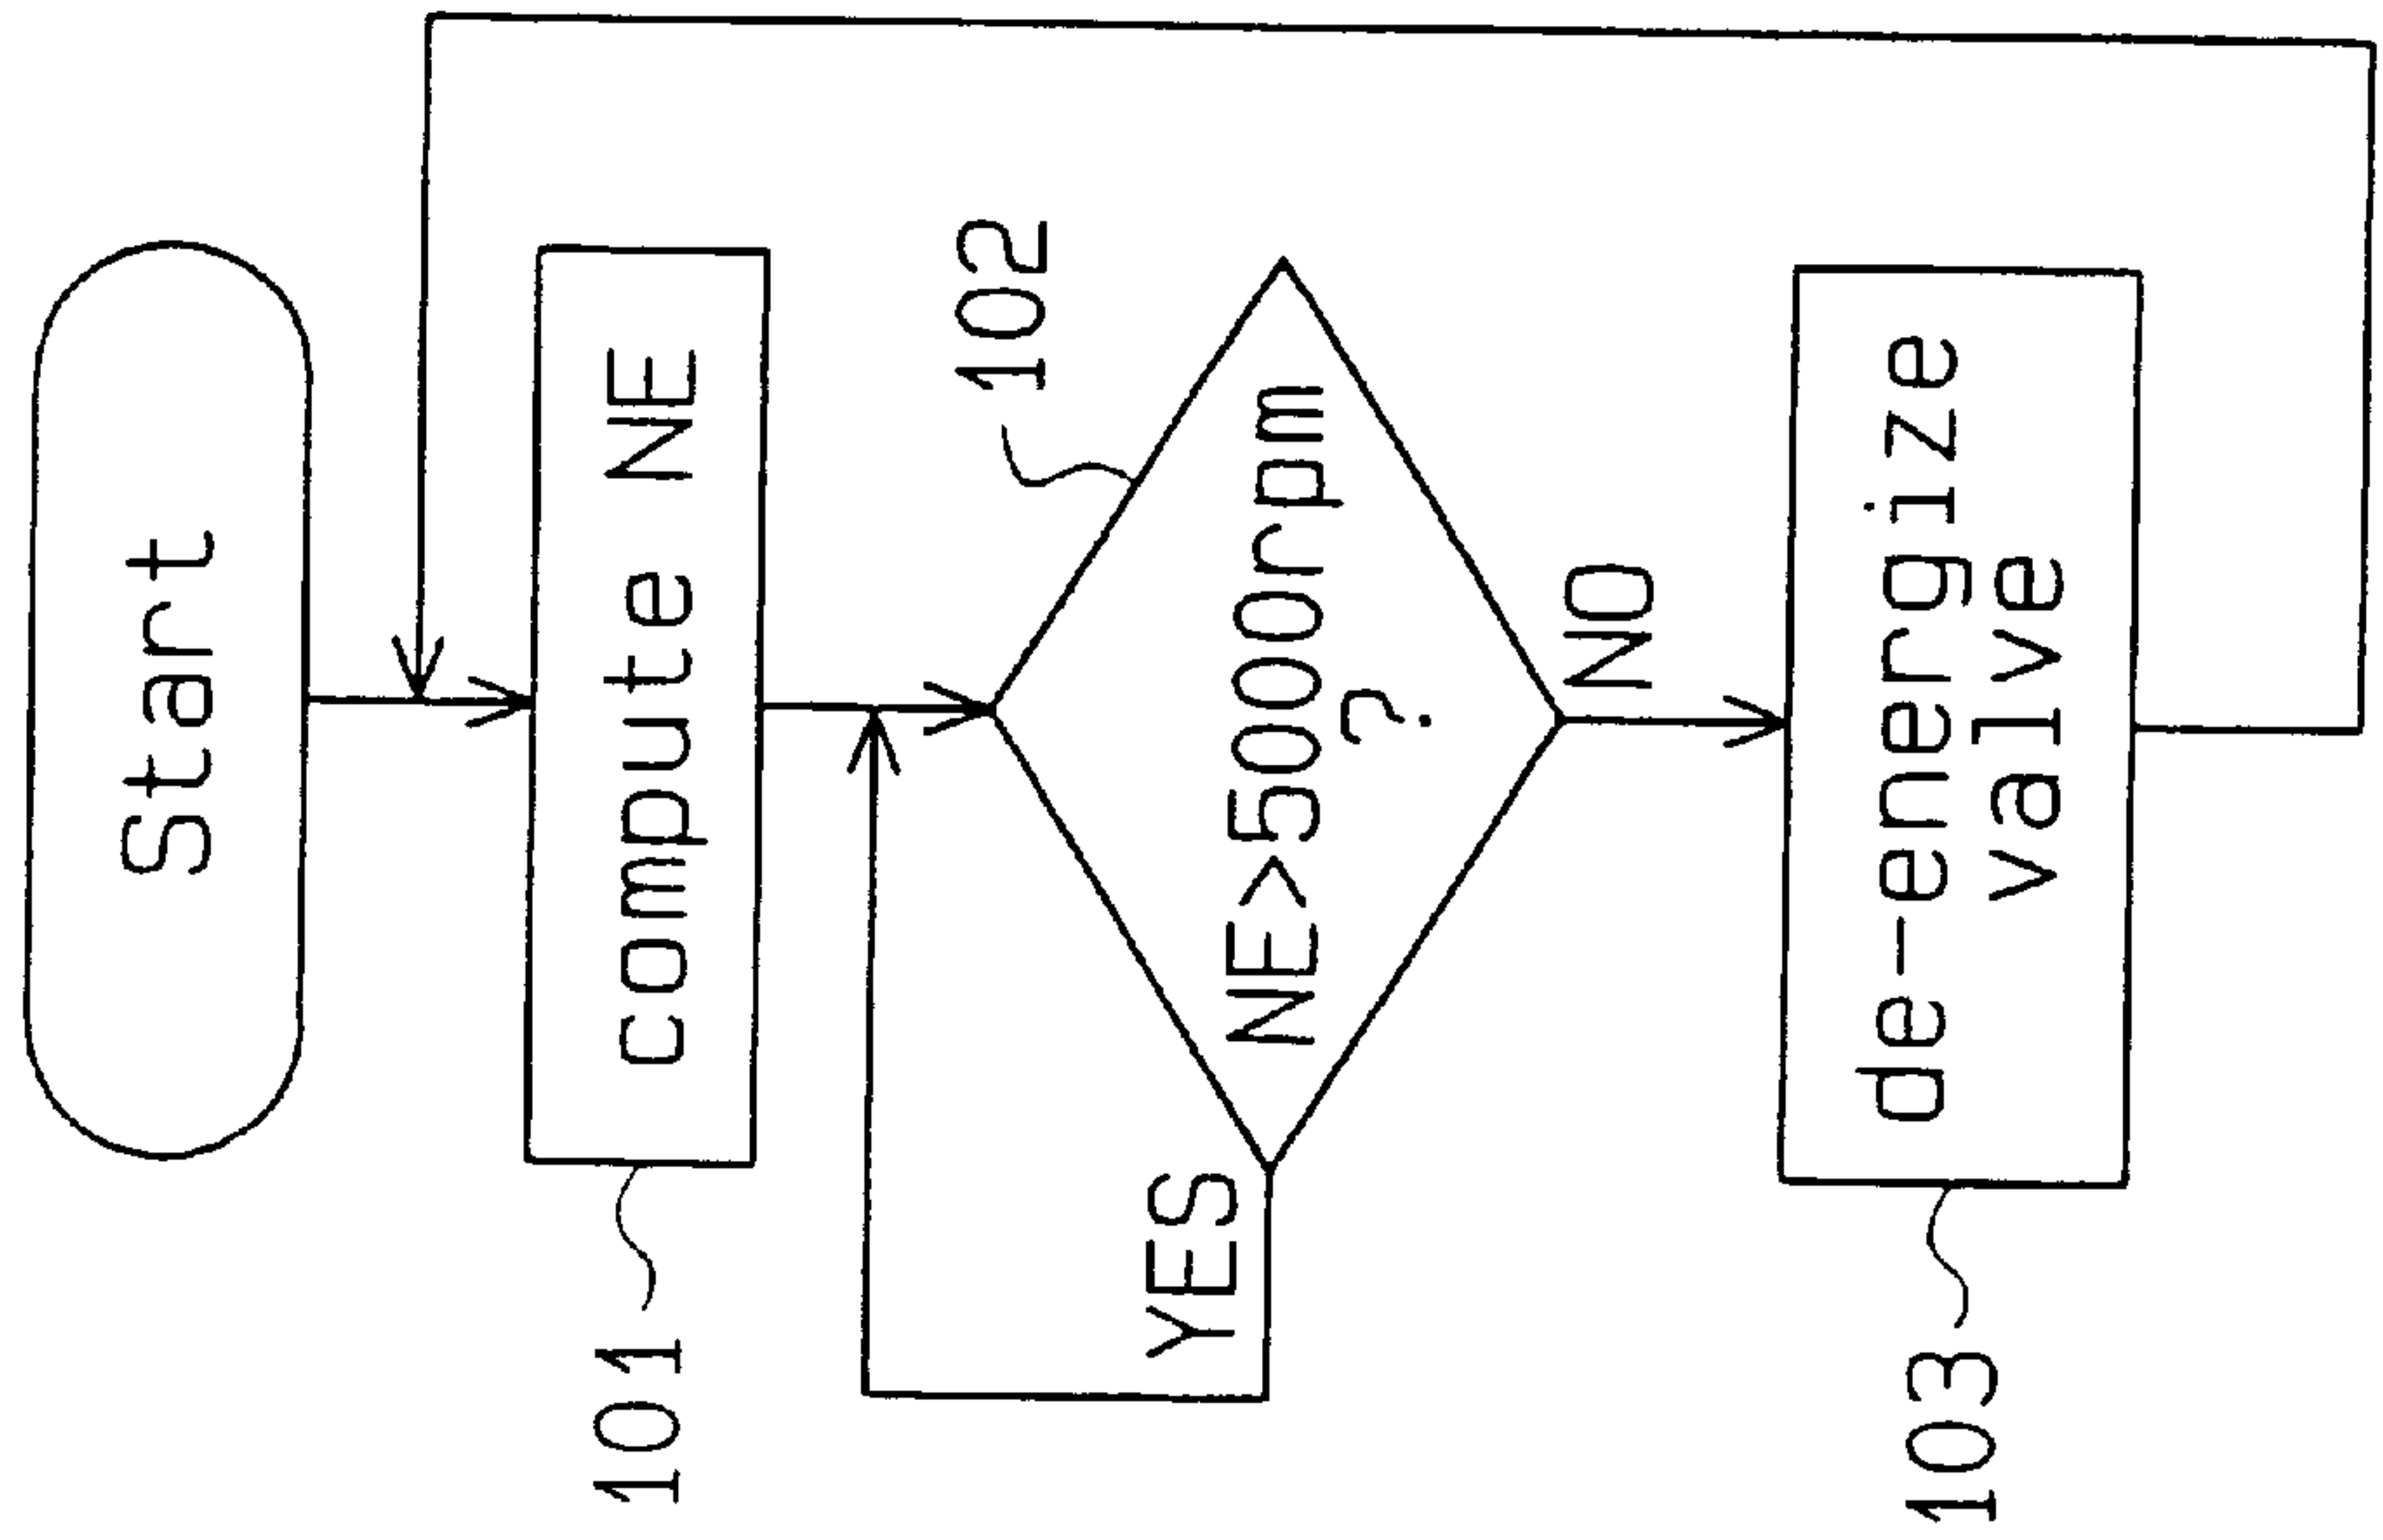 Start
compute NE
101
102
NE>5000rpm
?
YES
NO
de-energize
valve
103